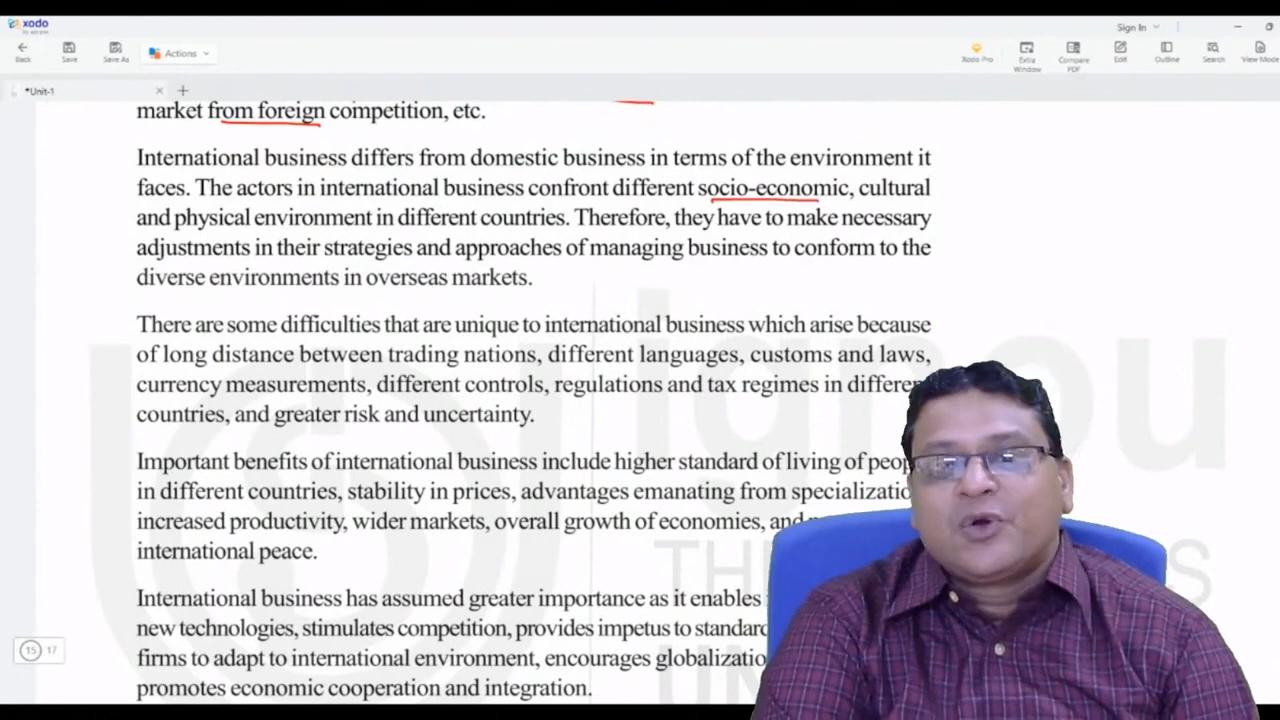 xodo
Sign In
Back
Save
Save As
Actions
Xodo Pro
Extra
Window
Compare
PDF
Edit
Outline
Search
View Mode
*Unit-1
market from foreign competition, etc.
International business differs from domestic business in terms of the environment it
faces. The actors in international business confront different socio-economic, cultural
and physical environment in different countries. Therefore, they have to make necessary
adjustments in their strategies and approaches of managing business to conform to the
diverse environments in overseas markets.
There are some difficulties that are unique to international business which arise because
of long distance between trading nations, different languages, customs and laws,
currency measurements, different controls, regulations and tax regimes in differen
countries, and greater risk and uncertainty.
Important benefits of international business include higher standard of living of peop
in different countries, stability in prices, advantages emanating from specializatio
increased productivity, wider markets, overall growth of economies, and
international peace.
International business has assumed greater importance as it enables
new technologies, stimulates competition, provides impetus to standard
firms to adapt to international environment, encourages globalizatio
promotes economic cooperation and integration.
15 17
ignou
TH
S
UN